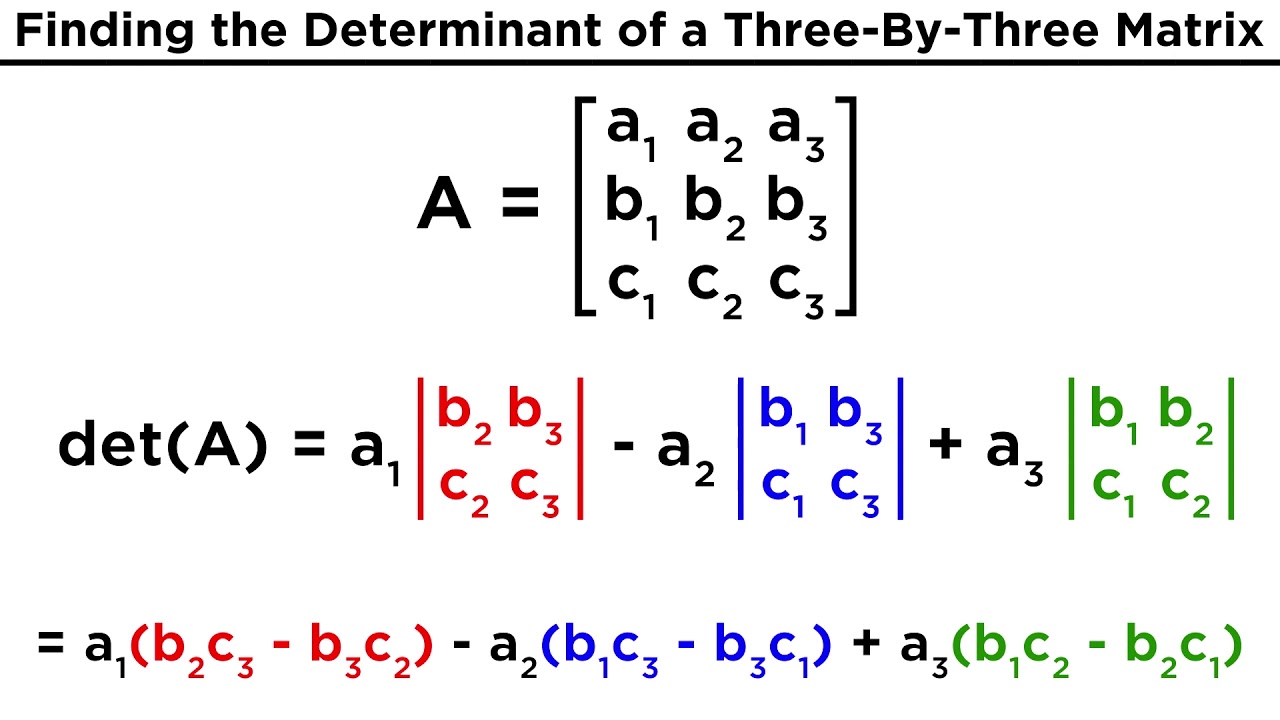 Finding the Determinant of a Three-By-Three Matrix
A = [a₁ a₂ a₃
b₁ b₂ b₃
c₁ c₂ c₃]
det(A) = a₁ |b₂ b₃| - a₂ |b₁ b₃| + a₃ |b₁ b₂|
|c₂ c₃| |c₁ c₃| |c₁ c₂|
= a₁(b₂c₃ - b₃c₂) - a₂(b₁c₃ - b₃c₁) + a₃(b₁c₂ - b₂c₁)